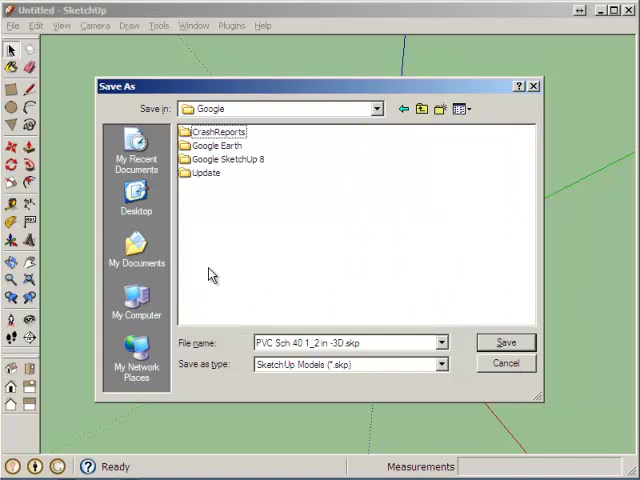 Untitled - SketchUp
File Edit View Camera Draw Tools Window Plugins Help
Save As
Save in: Google
CrashReports
Google Earth
Google SketchUp 8
Update
My Recent
Documents
Desktop
My Documents
My Computer
My Network
Places
File name: PVC Sch 40 1_2 in -3D.skp Save
Save as type: SketchUp Models (*.skp) Cancel
Ready Measurements